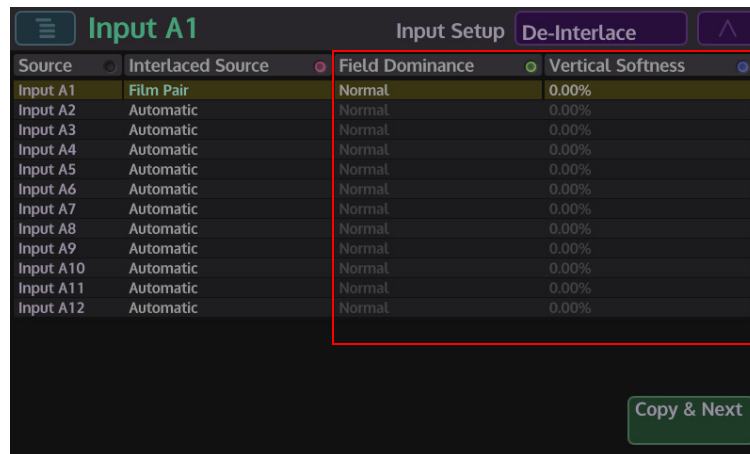 Input A1 Input Setup De-Interlace
Source Interlaced Source Field Dominance Vertical Softness
Input A1 Film Pair Normal 0.00%
Input A2 Automatic Normal 0.00%
Input A3 Automatic Normal 0.00%
Input A4 Automatic Normal 0.00%
Input A5 Automatic Normal 0.00%
Input A6 Automatic Normal 0.00%
Input A7 Automatic Normal 0.00%
Input A8 Automatic Normal 0.00%
Input A9 Automatic Normal 0.00%
Input A10 Automatic Normal 0.00%
Input A11 Automatic Normal 0.00%
Input A12 Automatic Normal 0.00%
Copy & Next